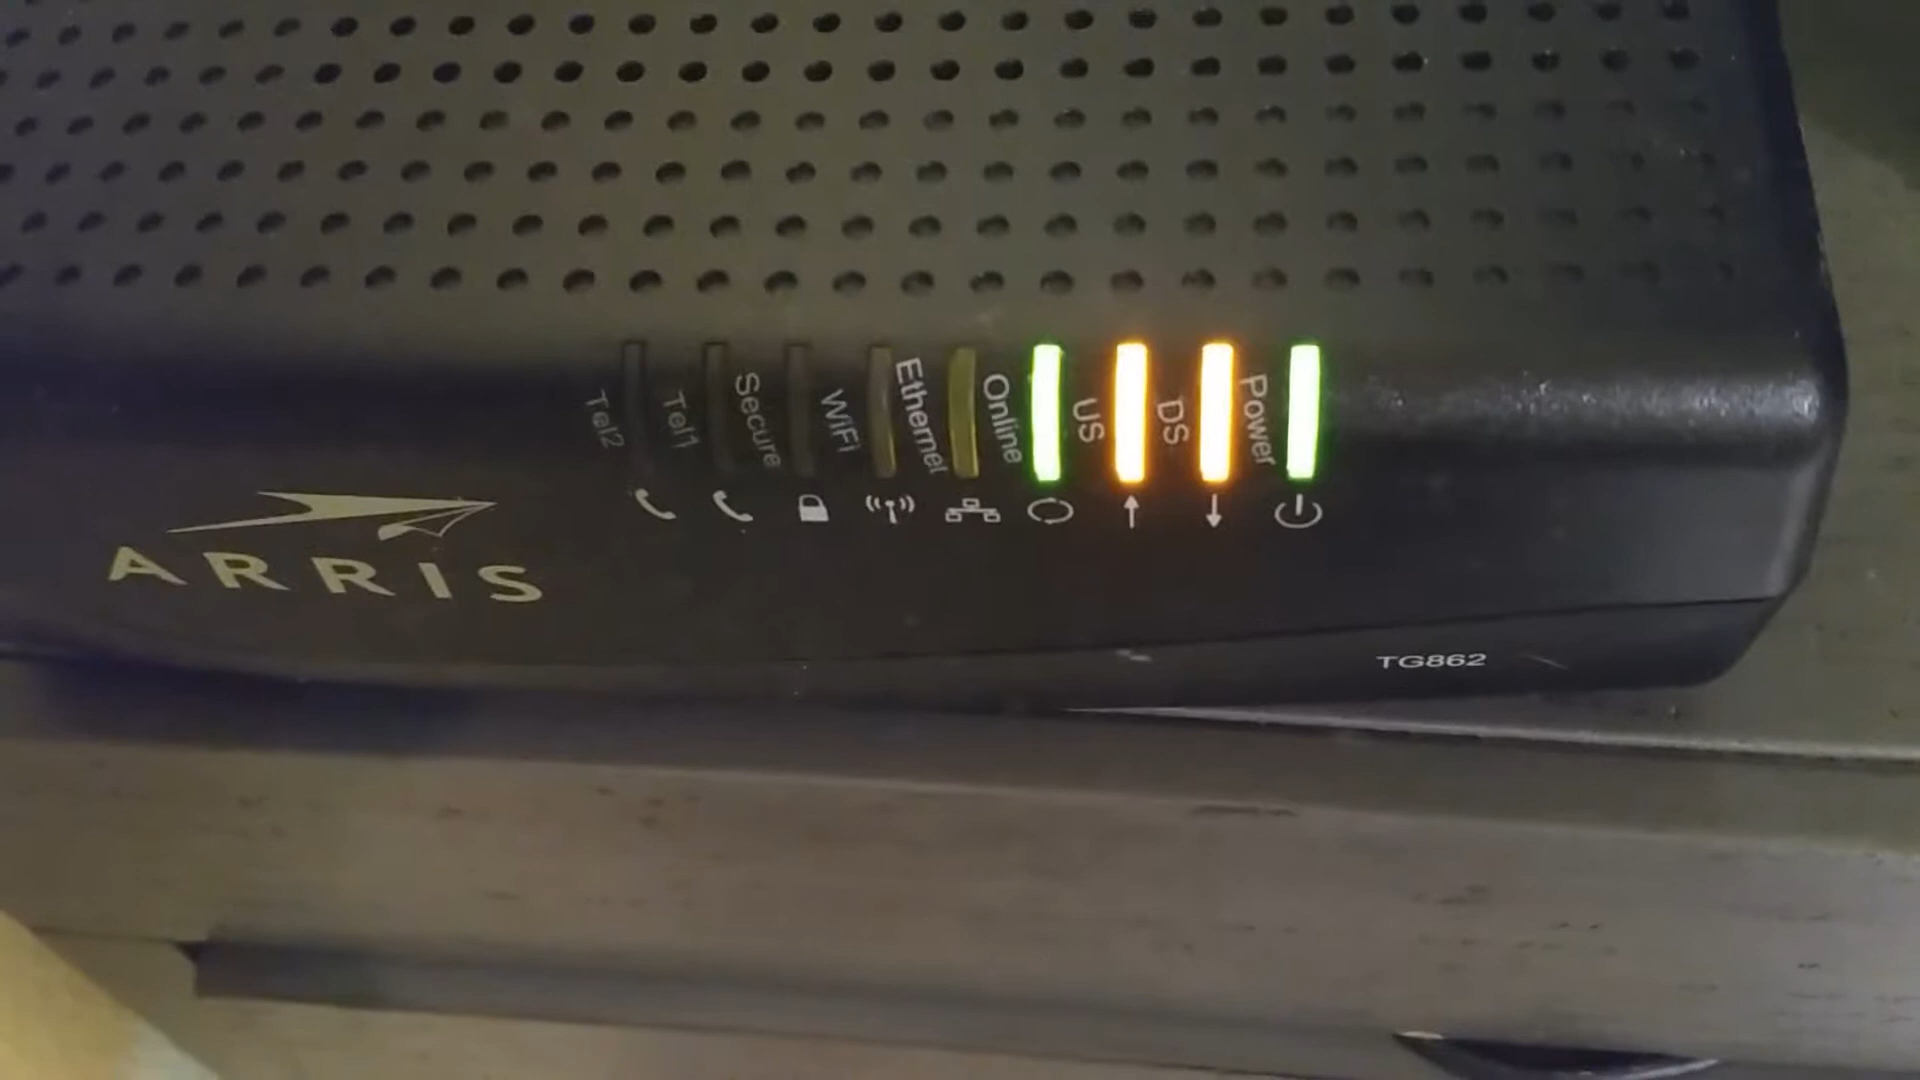 Tel2
Tel1
Secure
WiFi
Ethernet
Online
US
DS
Power
ARRIS
TG862